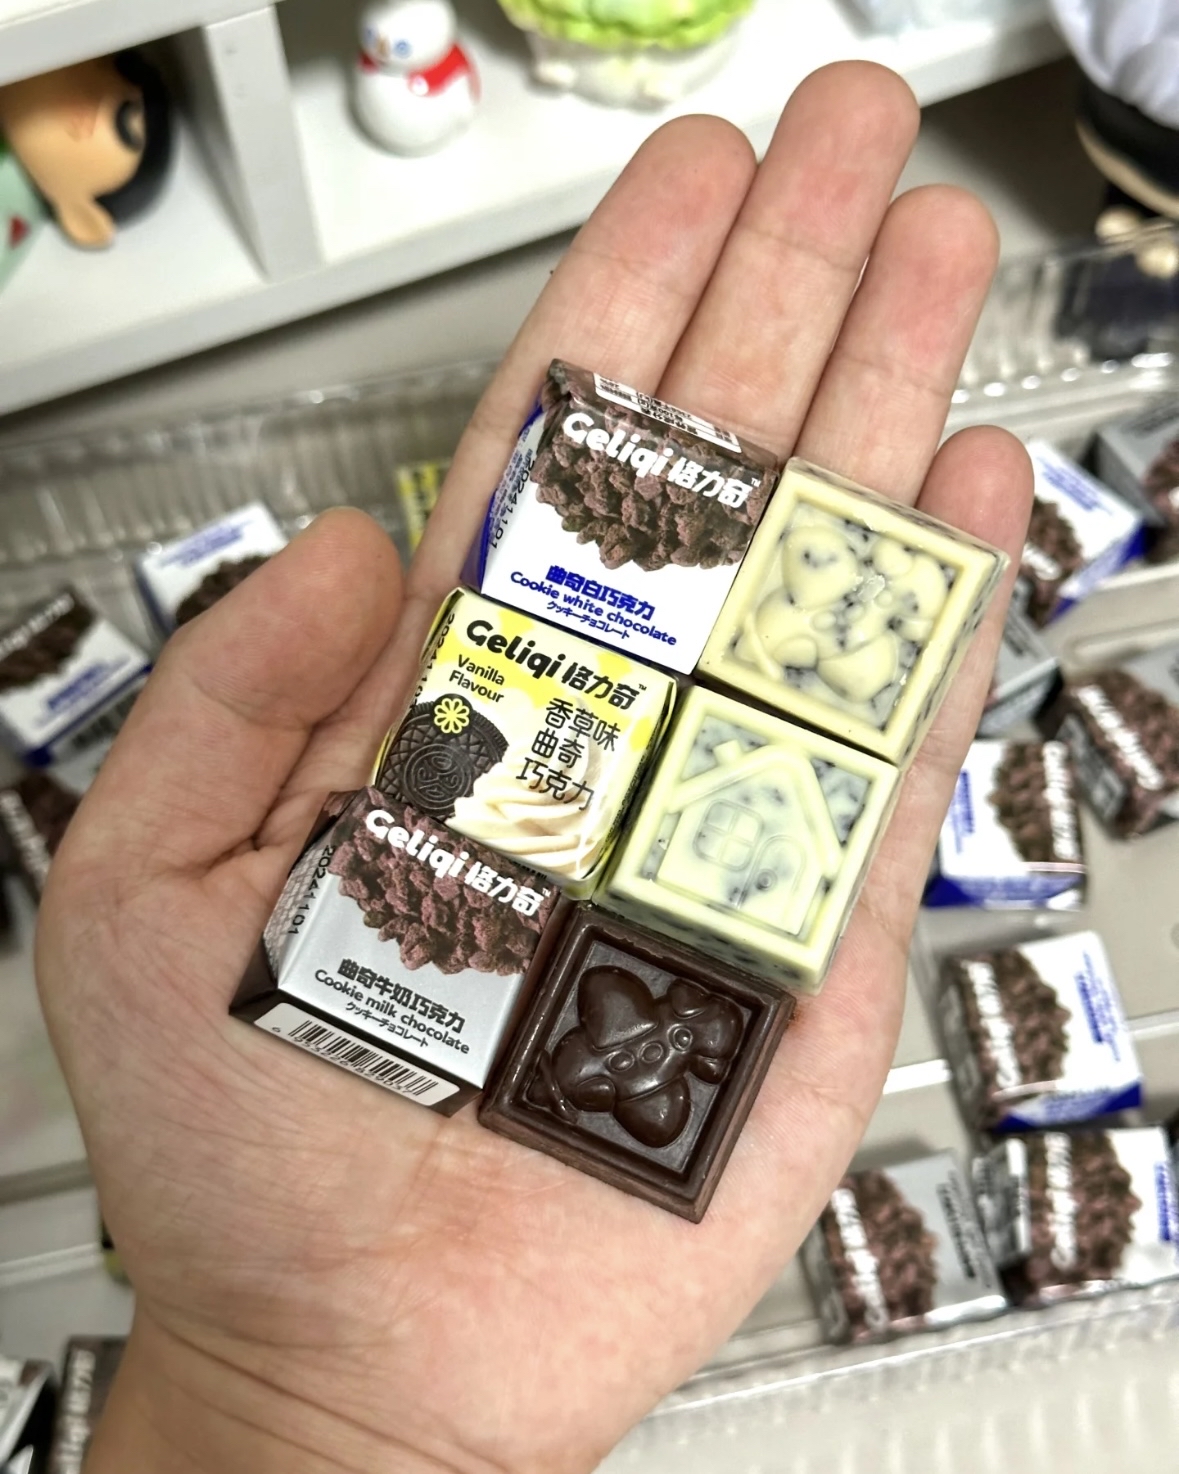 Geliqi 格力奇™
20241101
曲奇白巧克力
Cookie white chocolate
クッキーチョコレート
Geliqi 格力奇™
Vanilla
Flavour
香草味
曲奇
巧克力
Geliqi 格力奇™
20241101
曲奇牛奶巧克力
Cookie milk chocolate
クッキーチョコレート